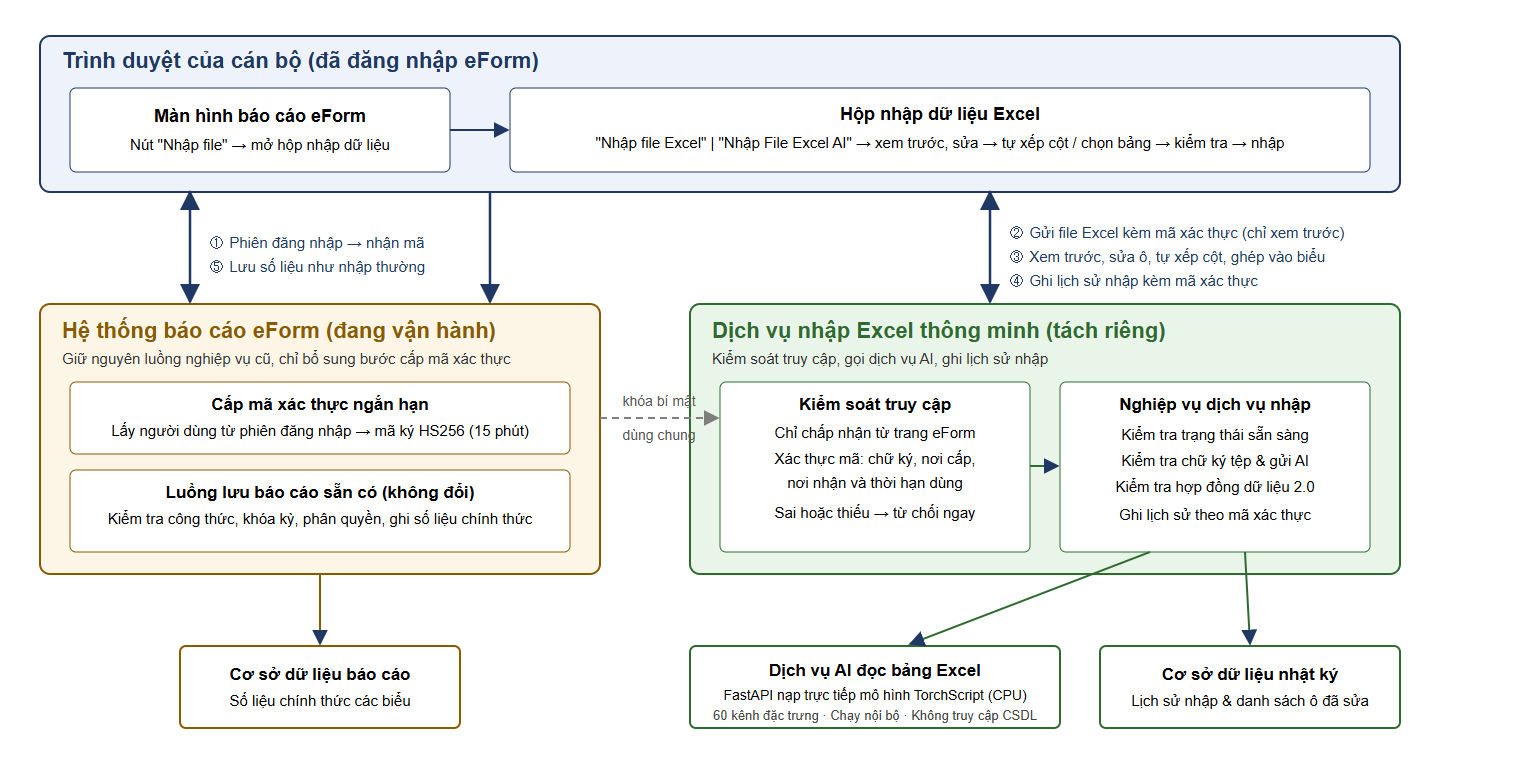 Trình duyệt của cán bộ (đã đăng nhập eForm)
Màn hình báo cáo eForm
Nút "Nhập file" → mở hộp nhập dữ liệu
Hộp nhập dữ liệu Excel
"Nhập file Excel" | "Nhập File Excel AI" → xem trước, sửa → tự xếp cột / chọn bảng → kiểm tra → nhập
① Phiên đăng nhập → nhận mã
⑤ Lưu số liệu như nhập thường
② Gửi file Excel kèm mã xác thực (chỉ xem trước)
③ Xem trước, sửa ô, tự xếp cột, ghép vào biểu
④ Ghi lịch sử nhập kèm mã xác thực
Hệ thống báo cáo eForm (đang vận hành)
Giữ nguyên luồng nghiệp vụ cũ, chỉ bổ sung bước cấp mã xác thực
Cấp mã xác thực ngắn hạn
Lấy người dùng từ phiên đăng nhập → mã ký HS256 (15 phút)
Luồng lưu báo cáo sẵn có (không đổi)
Kiểm tra công thức, khóa kỳ, phân quyền, ghi số liệu chính thức
khóa bí mật
dùng chung
Dịch vụ nhập Excel thông minh (tách riêng)
Kiểm soát truy cập, gọi dịch vụ AI, ghi lịch sử nhập
Kiểm soát truy cập
Chỉ chấp nhận từ trang eForm
Xác thực mã: chữ ký, nơi cấp,
nơi nhận và thời hạn dùng
Sai hoặc thiếu → từ chối ngay
Nghiệp vụ dịch vụ nhập
Kiểm tra trạng thái sẵn sàng
Kiểm tra chữ ký tệp & gửi AI
Kiểm tra hợp đồng dữ liệu 2.0
Ghi lịch sử theo mã xác thực
Cơ sở dữ liệu báo cáo
Số liệu chính thức các biểu
Dịch vụ AI đọc bảng Excel
FastAPI nạp trực tiếp mô hình TorchScript (CPU)
60 kênh đặc trưng · Chạy nội bộ · Không truy cập CSDL
Cơ sở dữ liệu nhật ký
Lịch sử nhập & danh sách ô đã sửa